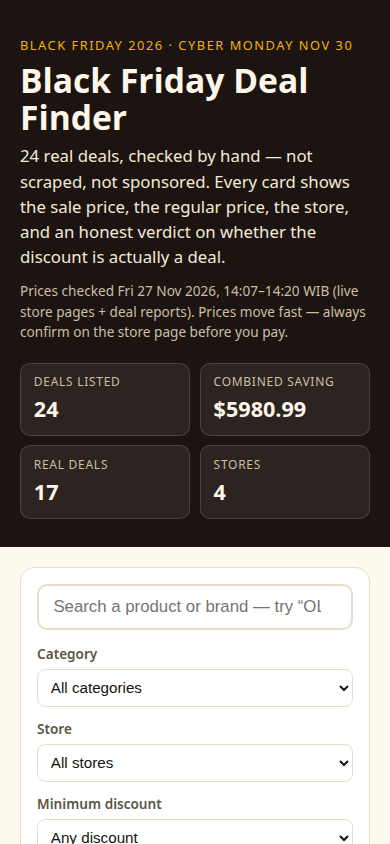 BLACK FRIDAY 2026 · CYBER MONDAY NOV 30
Black Friday Deal
Finder
24 real deals, checked by hand — not
scraped, not sponsored. Every card shows
the sale price, the regular price, the store,
and an honest verdict on whether the
discount is actually a deal.
Prices checked Fri 27 Nov 2026, 14:07–14:20 WIB (live
store pages + deal reports). Prices move fast — always
confirm on the store page before you pay.
DEALS LISTED
24
COMBINED SAVING
$5980.99
REAL DEALS
17
STORES
4
Search a product or brand — try “OL
Category
All categories
Store
All stores
Minimum discount
Any discount